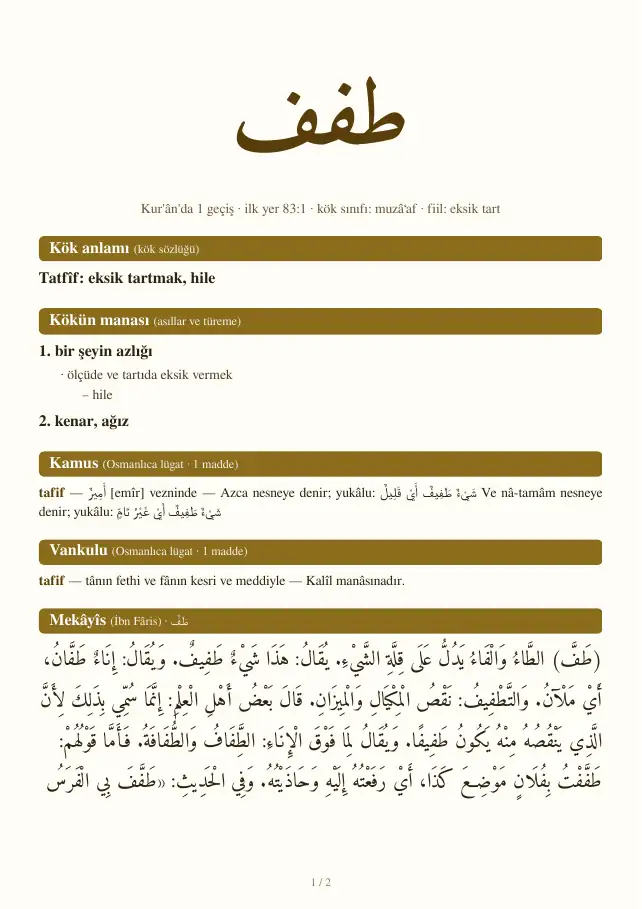 طفف
Kur'ân'da 1 geçiş · ilk yer 83:1 · kök sınıfı: muzâ'af · fiil: eksik tart
Kök anlamı (kök sözlüğü)
Tatfîf: eksik tartmak, hile
Kökün manası (asıllar ve türeme)
1. bir şeyin azlığı
· ölçüde ve tartıda eksik vermek
– hile
2. kenar, ağız
Kamus (Osmanlıca lügat · 1 madde)
tafif — أَمِيرٌ [emîr] vezninde — Azca nesneye denir; yukâlu: شَيْءٌ طَفِيفٌ أَيْ قَلِيلٌ Ve nâ-tamâm nesneye
denir; yukâlu: شَيْءٌ طَفِيفٌ أَيْ غَيْرُ تَامٍّ
Vankulu (Osmanlıca lügat · 1 madde)
tafif — tânın fethi ve fânın kesri ve meddiyle — Kalîl manâsınadır.
Mekâyîs (İbn Fâris) · طَفَّ
(طَفَّ) الطَّاءُ وَالْفَاءُ يَدُلُّ عَلَى قِلَّةِ الشَّيْءِ. يُقَالُ: هَذَا شَيْءٌ طَفِيفٌ. وَيُقَالُ: إِنَاءٌ طَفَّانُ،
أَيْ مَلْآنُ. وَالتَّطْفِيفُ: نَقْصُ الْمِكْيَالِ وَالْمِيزَانِ. قَالَ بَعْضُ أَهْلِ الْعِلْمِ: إِنَّمَا سُمِّيَ بِذَلِكَ لِأَنَّ
الَّذِي يَنْقُصُهُ مِنْهُ يَكُونُ طَفِيفًا. وَيُقَالُ لِمَا فَوْقَ الْإِنَاءِ: الطَّفَافُ وَالطُّفَافَةُ. فَأَمَّا قَوْلُهُمْ:
طَفَّفْتُ بِفُلَانٍ مَوْضِعَ كَذَا، أَيْ رَفَعْتُهُ إِلَيْهِ وَحَاذَيْتُهُ. وَفِي الْحَدِيثِ: «طَفَّفَ بِي الْفَرَسُ
1 / 2